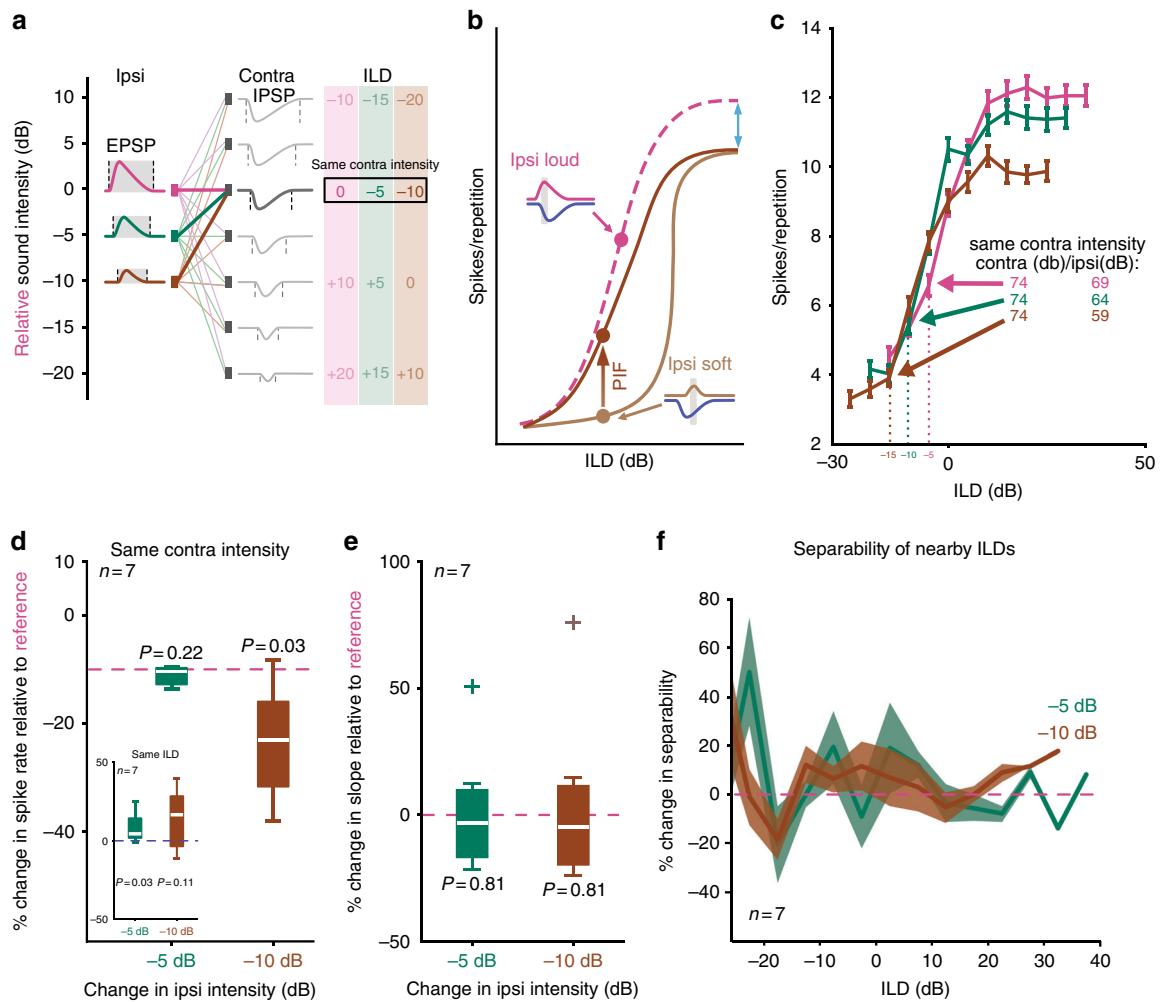 a
Ipsi
Contra
IPSP
ILD
EPSP
Relative sound intensity (dB)
10
5
0
−5
−10
−15
−20
−10 −15 −20
Same contra intensity
0 −5 −10
+10 +5 0
+20 +15 +10
b
Spikes/repetition
Ipsi loud
PIF
Ipsi soft
ILD (dB)
c
Spikes/repetition
14
12
10
8
6
4
2
same contra intensity
contra (db)/ipsi(dB):
74 69
74 64
74 59
−15 −10 −5
−30 0 50
ILD (dB)
d
Same contra intensity
n=7
% change in spike rate relative to reference
10
0
−20
−40
P=0.22
P=0.03
Same ILD
n=7
50
0
−50
P=0.03 P=0.11
−5 dB −10 dB
−5 dB −10 dB
Change in ipsi intensity (dB)
e
n=7
% change in slope relative to reference
100
50
0
−50
P=0.81
P=0.81
−5 dB −10 dB
Change in ipsi intensity (dB)
f
Separability of nearby ILDs
% change in separability
80
60
40
20
0
−20
−40
−5 dB
−10 dB
n=7
−20 −10 0 10 20 30 40
ILD (dB)